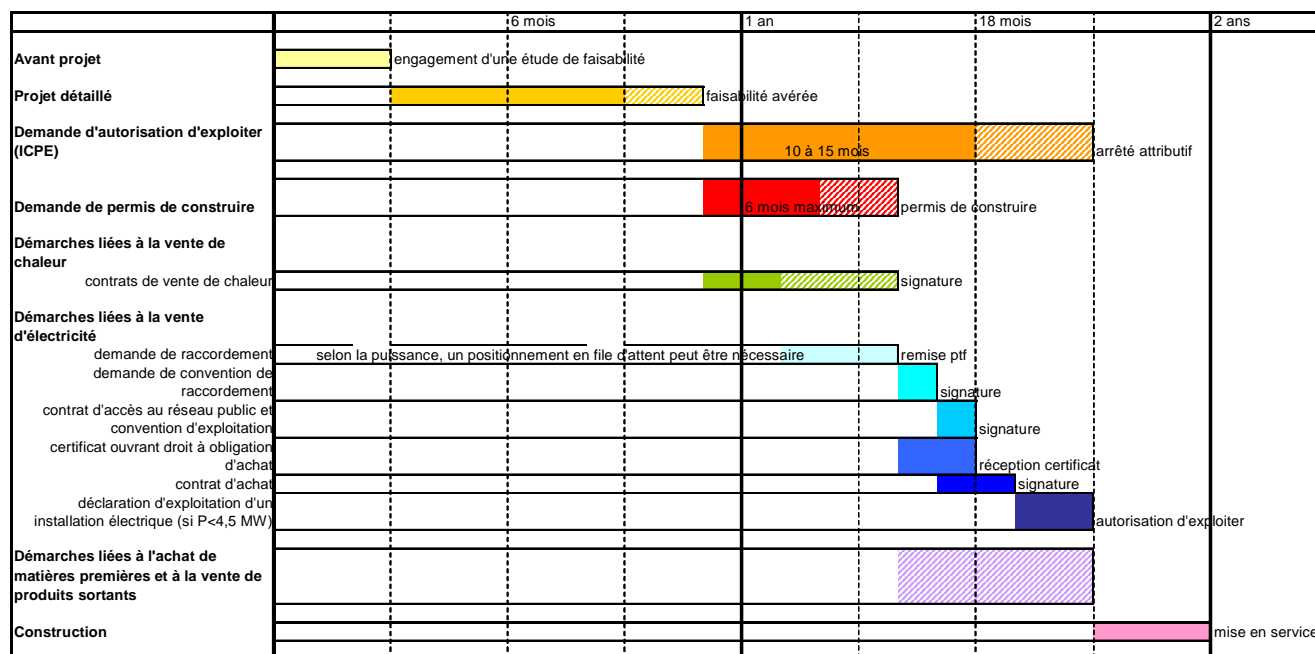 6 mois 1 an 18 mois 2 ans
Avant projet engagement d'une étude de faisabilité
Projet détaillé faisabilité avérée
Demande d'autorisation d'exploiter
(ICPE) 10 à 15 mois arrêté attributif
Demande de permis de construire 6 mois maximum permis de construire
Démarches liées à la vente de
chaleur
contrats de vente de chaleur signature
Démarches liées à la vente
d'électricité
demande de raccordement selon la puissance, un positionnement en file d'attent peut être nécessaire remise ptf
demande de convention de
raccordement signature
contrat d'accès au réseau public et
convention d'exploitation signature
certificat ouvrant droit à obligation
d'achat réception certificat
contrat d'achat signature
déclaration d'exploitation d'un
installation électrique (si P<4,5 MW) autorisation d'exploiter
Démarches liées à l'achat de
matières premières et à la vente de
produits sortants
Construction mise en service